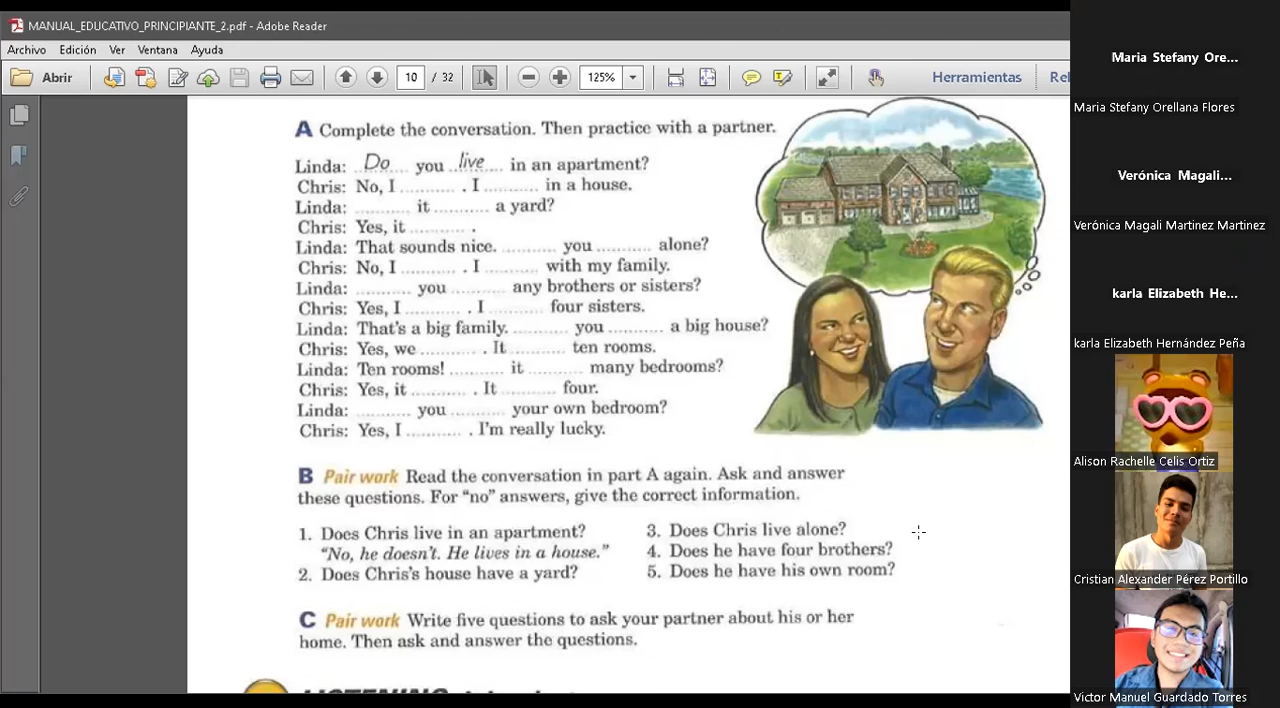 MANUAL_EDUCATIVO_PRINCIPIANTE_2.pdf - Adobe Reader
Archivo Edición Ver Ventana Ayuda
Abrir 10 / 32 125% Herramientas Rel
A Complete the conversation. Then practice with a partner.
Linda: Do you live in an apartment?
Chris: No, I .......... . I .......... in a house.
Linda: .......... it .......... a yard?
Chris: Yes, it .......... .
Linda: That sounds nice. .......... you .......... alone?
Chris: No, I .......... . I .......... with my family.
Linda: .......... you .......... any brothers or sisters?
Chris: Yes, I .......... . I .......... four sisters.
Linda: That's a big family. .......... you .......... a big house?
Chris: Yes, we .......... . It .......... ten rooms.
Linda: Ten rooms! .......... it .......... many bedrooms?
Chris: Yes, it .......... . It .......... four.
Linda: .......... you .......... your own bedroom?
Chris: Yes, I .......... . I'm really lucky.
B Pair work Read the conversation in part A again. Ask and answer
these questions. For "no" answers, give the correct information.
1. Does Chris live in an apartment?
"No, he doesn't. He lives in a house."
2. Does Chris's house have a yard?
3. Does Chris live alone?
4. Does he have four brothers?
5. Does he have his own room?
C Pair work Write five questions to ask your partner about his or her
home. Then ask and answer the questions.
Maria Stefany Ore...
Maria Stefany Orellana Flores
Verónica Magali...
Verónica Magali Martinez Martinez
karla Elizabeth He...
karla Elizabeth Hernández Peña
Alison Rachelle Celis Ortiz
Cristian Alexander Pérez Portillo
Victor Manuel Guardado Torres